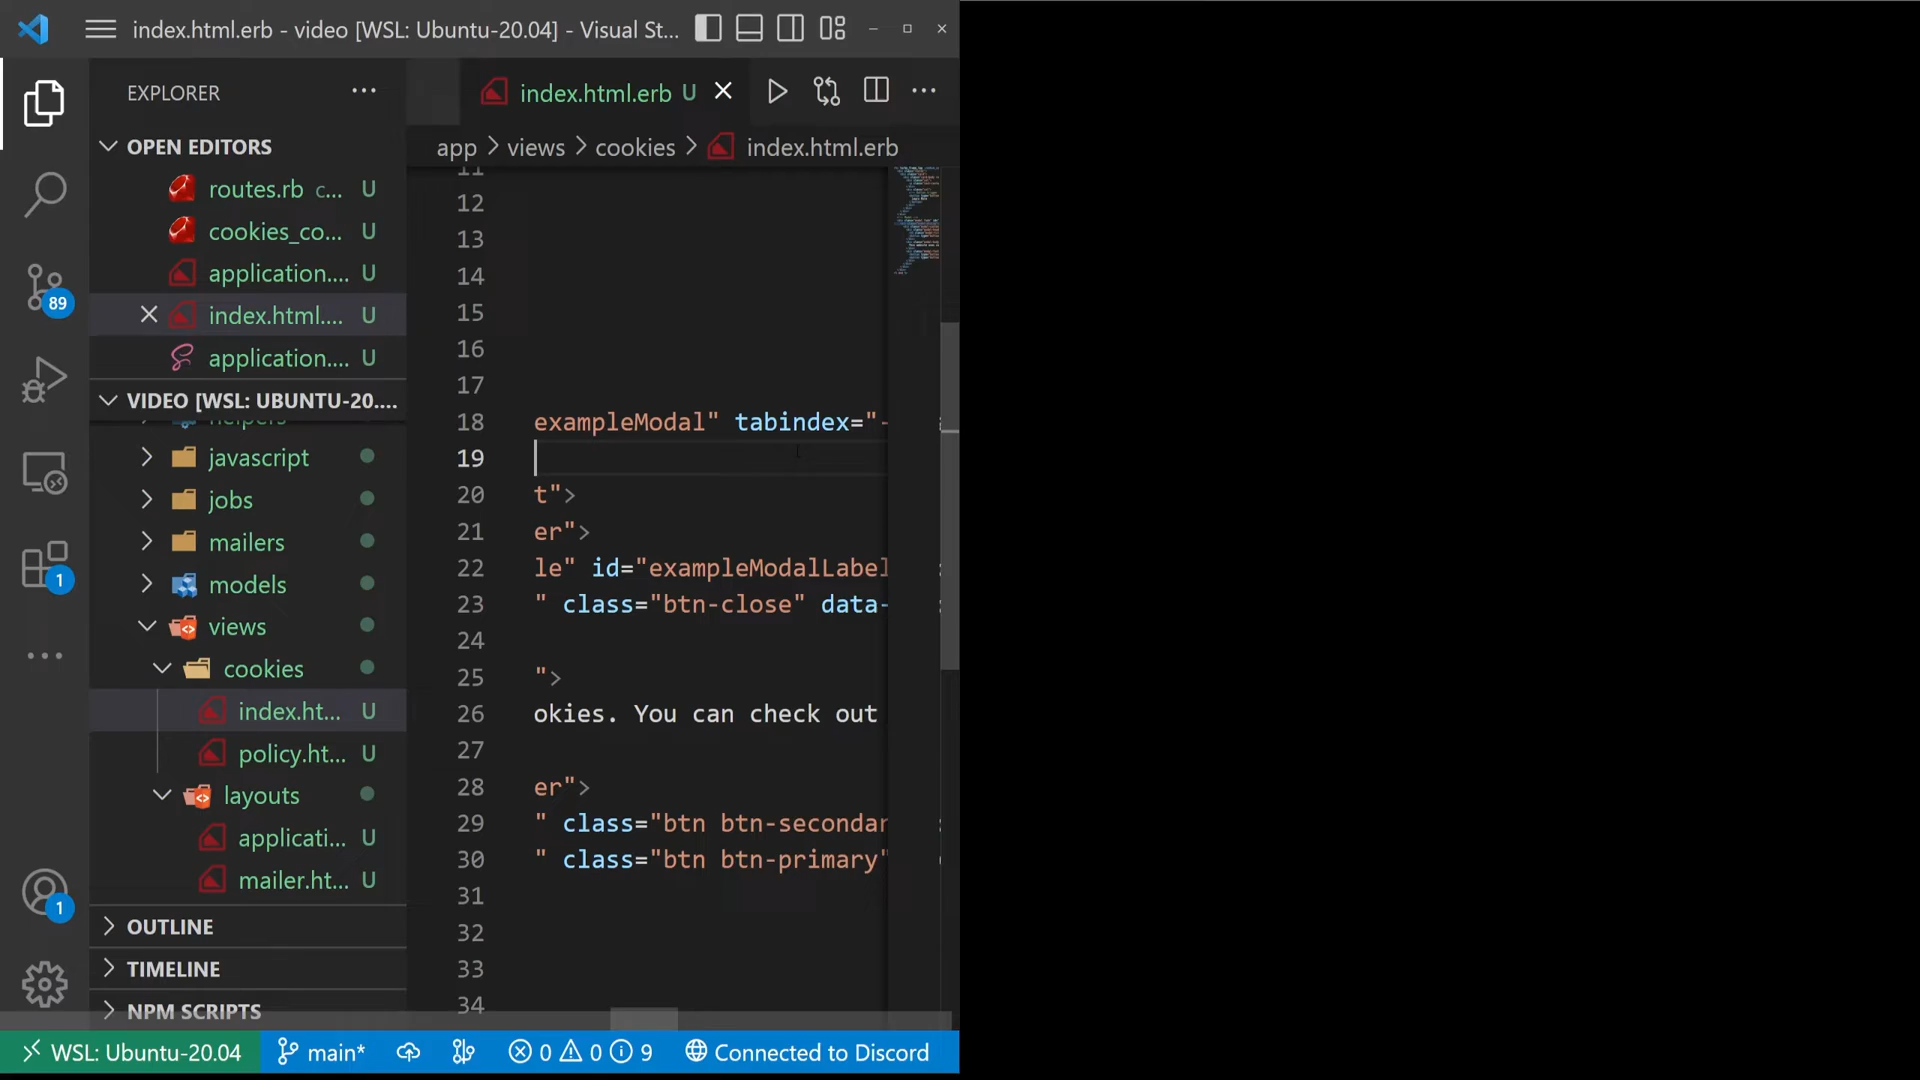 index.html.erb - video [WSL: Ubuntu-20.04] - Visual St...
EXPLORER
OPEN EDITORS
routes.rb c... U
cookies_co... U
application.... U
index.html.... U
application.... U
VIDEO [WSL: UBUNTU-20....
helpers
javascript
jobs
mailers
models
views
cookies
index.ht... U
policy.ht... U
layouts
applicati... U
mailer.ht... U
OUTLINE
TIMELINE
NPM SCRIPTS
89
1
1
index.html.erb U
app > views > cookies > index.html.erb
11
12
13
14
15
16
17
18 exampleModal" tabindex="-
19
20 t">
21 er">
22 le" id="exampleModalLabel
23 " class="btn-close" data-
24
25 ">
26 okies. You can check out
27
28 er">
29 " class="btn btn-secondar
30 " class="btn btn-primary"
31
32
33
34
WSL: Ubuntu-20.04 main* 0 0 9 Connected to Discord